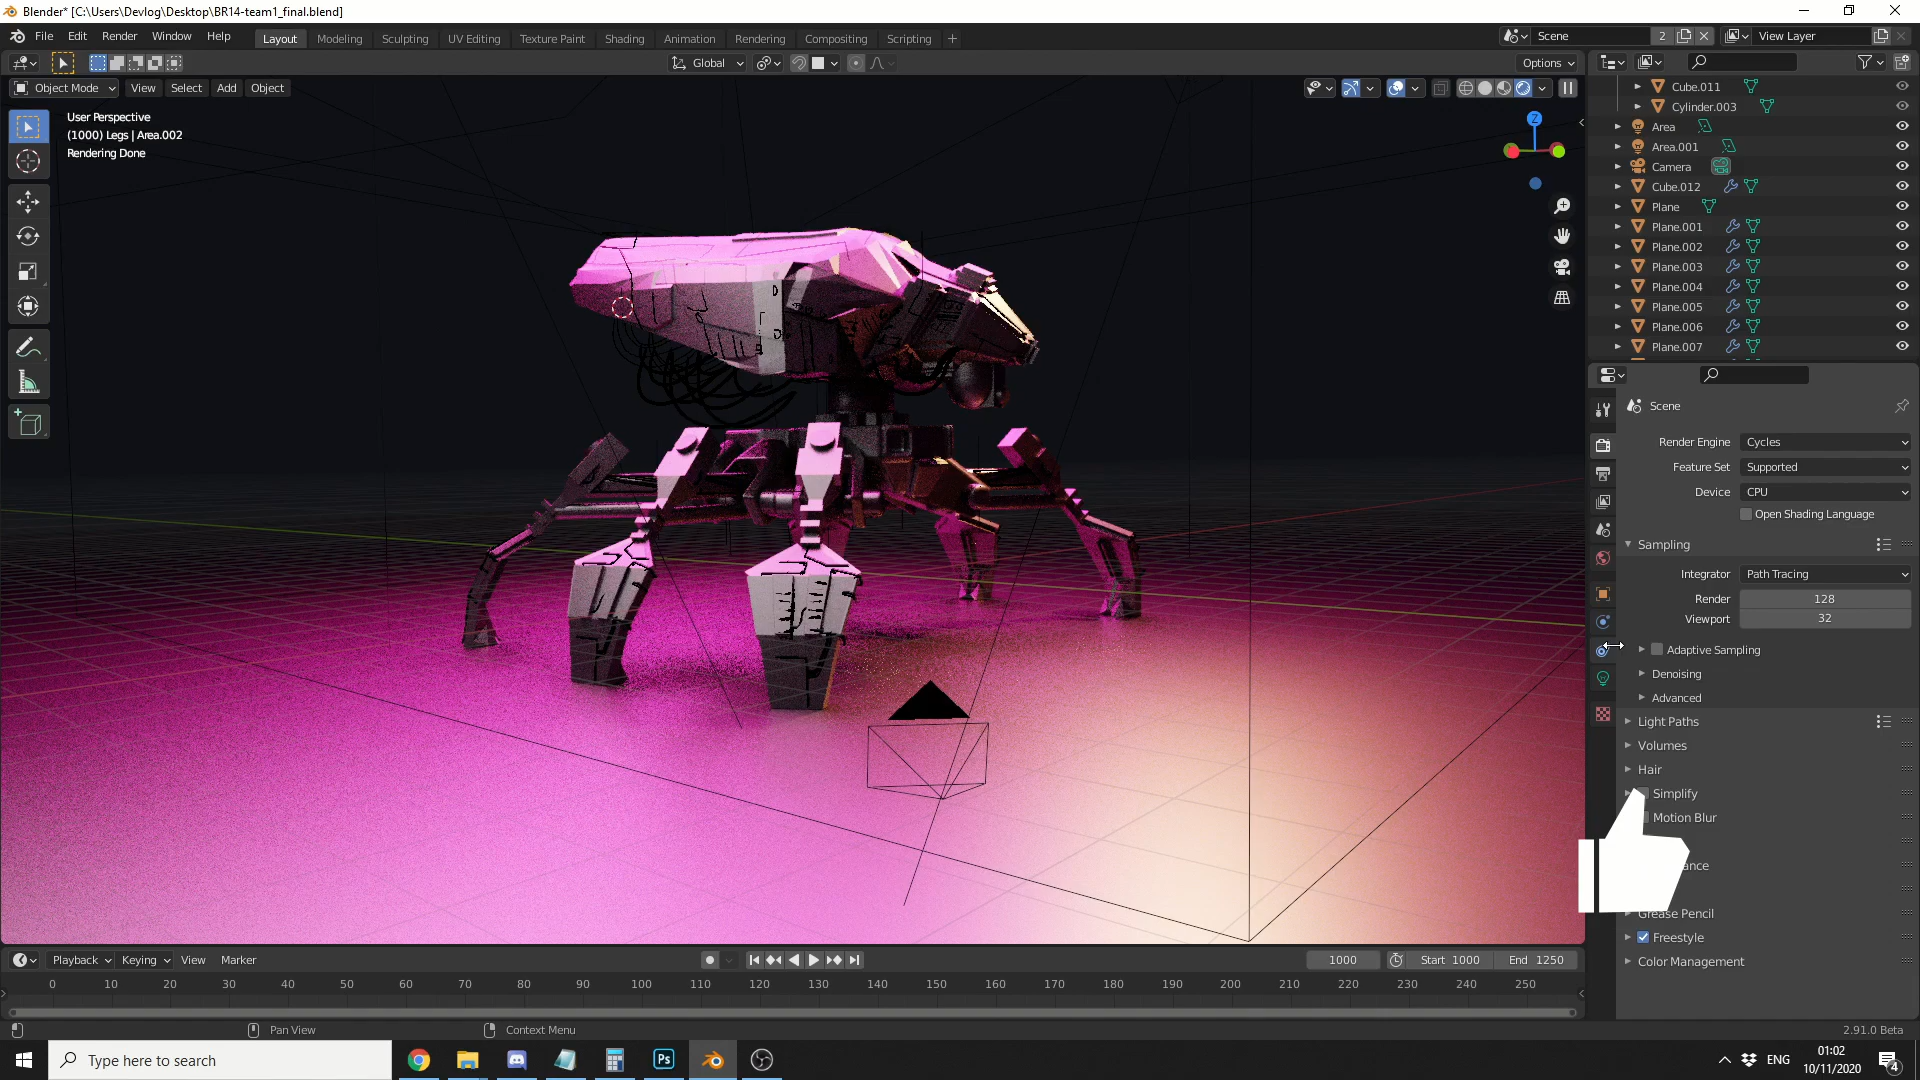 Blender* [C:\Users\Devlog\Desktop\BR14-team1_final.blend]
File Edit Render Window Help Layout Modeling Sculpting UV Editing Texture Paint Shading Animation Rendering Compositing Scripting + Scene 2 View Layer
Global Options
Object Mode View Select Add Object
User Perspective
(1000) Legs | Area.002
Rendering Done
Z
Cube.011
Cylinder.003
Area
Area.001
Camera
Cube.012
Plane
Plane.001
Plane.002
Plane.003
Plane.004
Plane.005
Plane.006
Plane.007
Scene
Render Engine Cycles
Feature Set Supported
Device CPU
Open Shading Language
Sampling
Integrator Path Tracing
Render 128
Viewport 32
Adaptive Sampling
Denoising
Advanced
Light Paths
Volumes
Hair
Simplify
Motion Blur
ance
Grease Pencil
Freestyle
Color Management
Playback Keying View Marker 1000 Start 1000 End 1250
0 10 20 30 40 50 60 70 80 90 100 110 120 130 140 150 160 170 180 190 200 210 220 230 240 250
Pan View Context Menu 2.91.0 Beta
Type here to search Ps ENG 01:02
10/11/2020 4